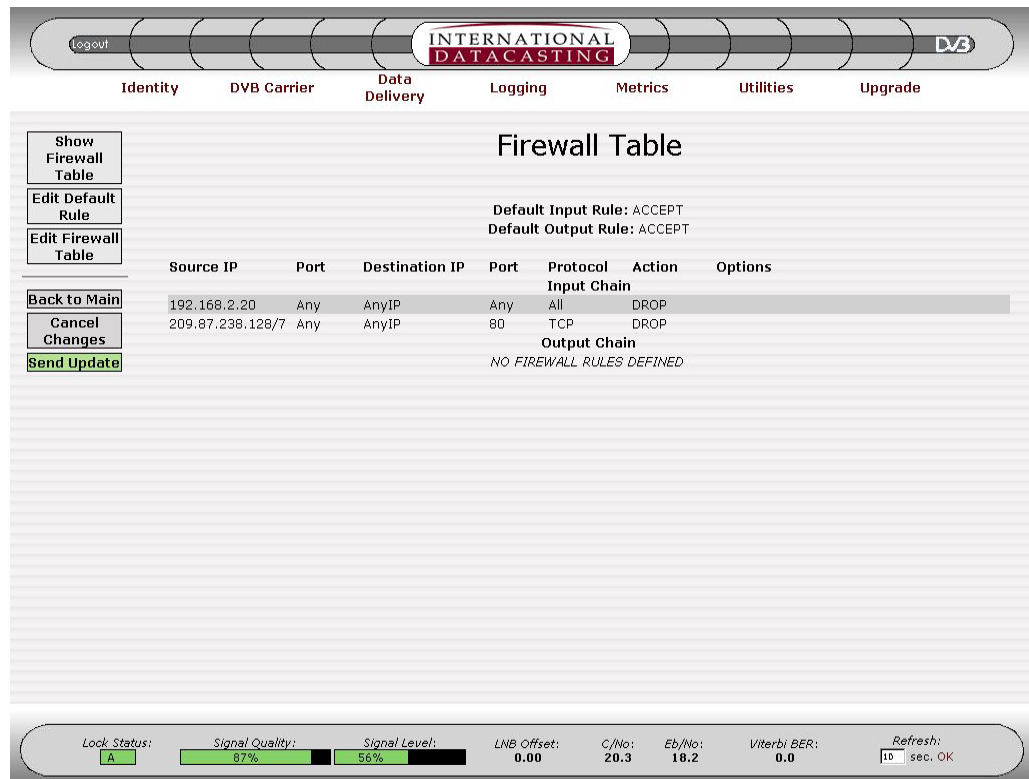 Logout
INTERNATIONAL
DATACASTING
DVB
Identity DVB Carrier Data Delivery Logging Metrics Utilities Upgrade
Show Firewall Table
Edit Default Rule
Edit Firewall Table
Back to Main
Cancel Changes
Send Update
Firewall Table
Default Input Rule: ACCEPT
Default Output Rule: ACCEPT
Source IP Port Destination IP Port Protocol Action Options
Input Chain
192.168.2.20 Any AnyIP Any All DROP
209.87.238.128/7 Any AnyIP 80 TCP DROP
Output Chain
NO FIREWALL RULES DEFINED
Lock Status: Signal Quality: Signal Level: LNB Offset: C/No: Eb/No: Viterbi BER: Refresh:
A 87% 56% 0.00 20.3 18.2 0.0 10 sec. OK